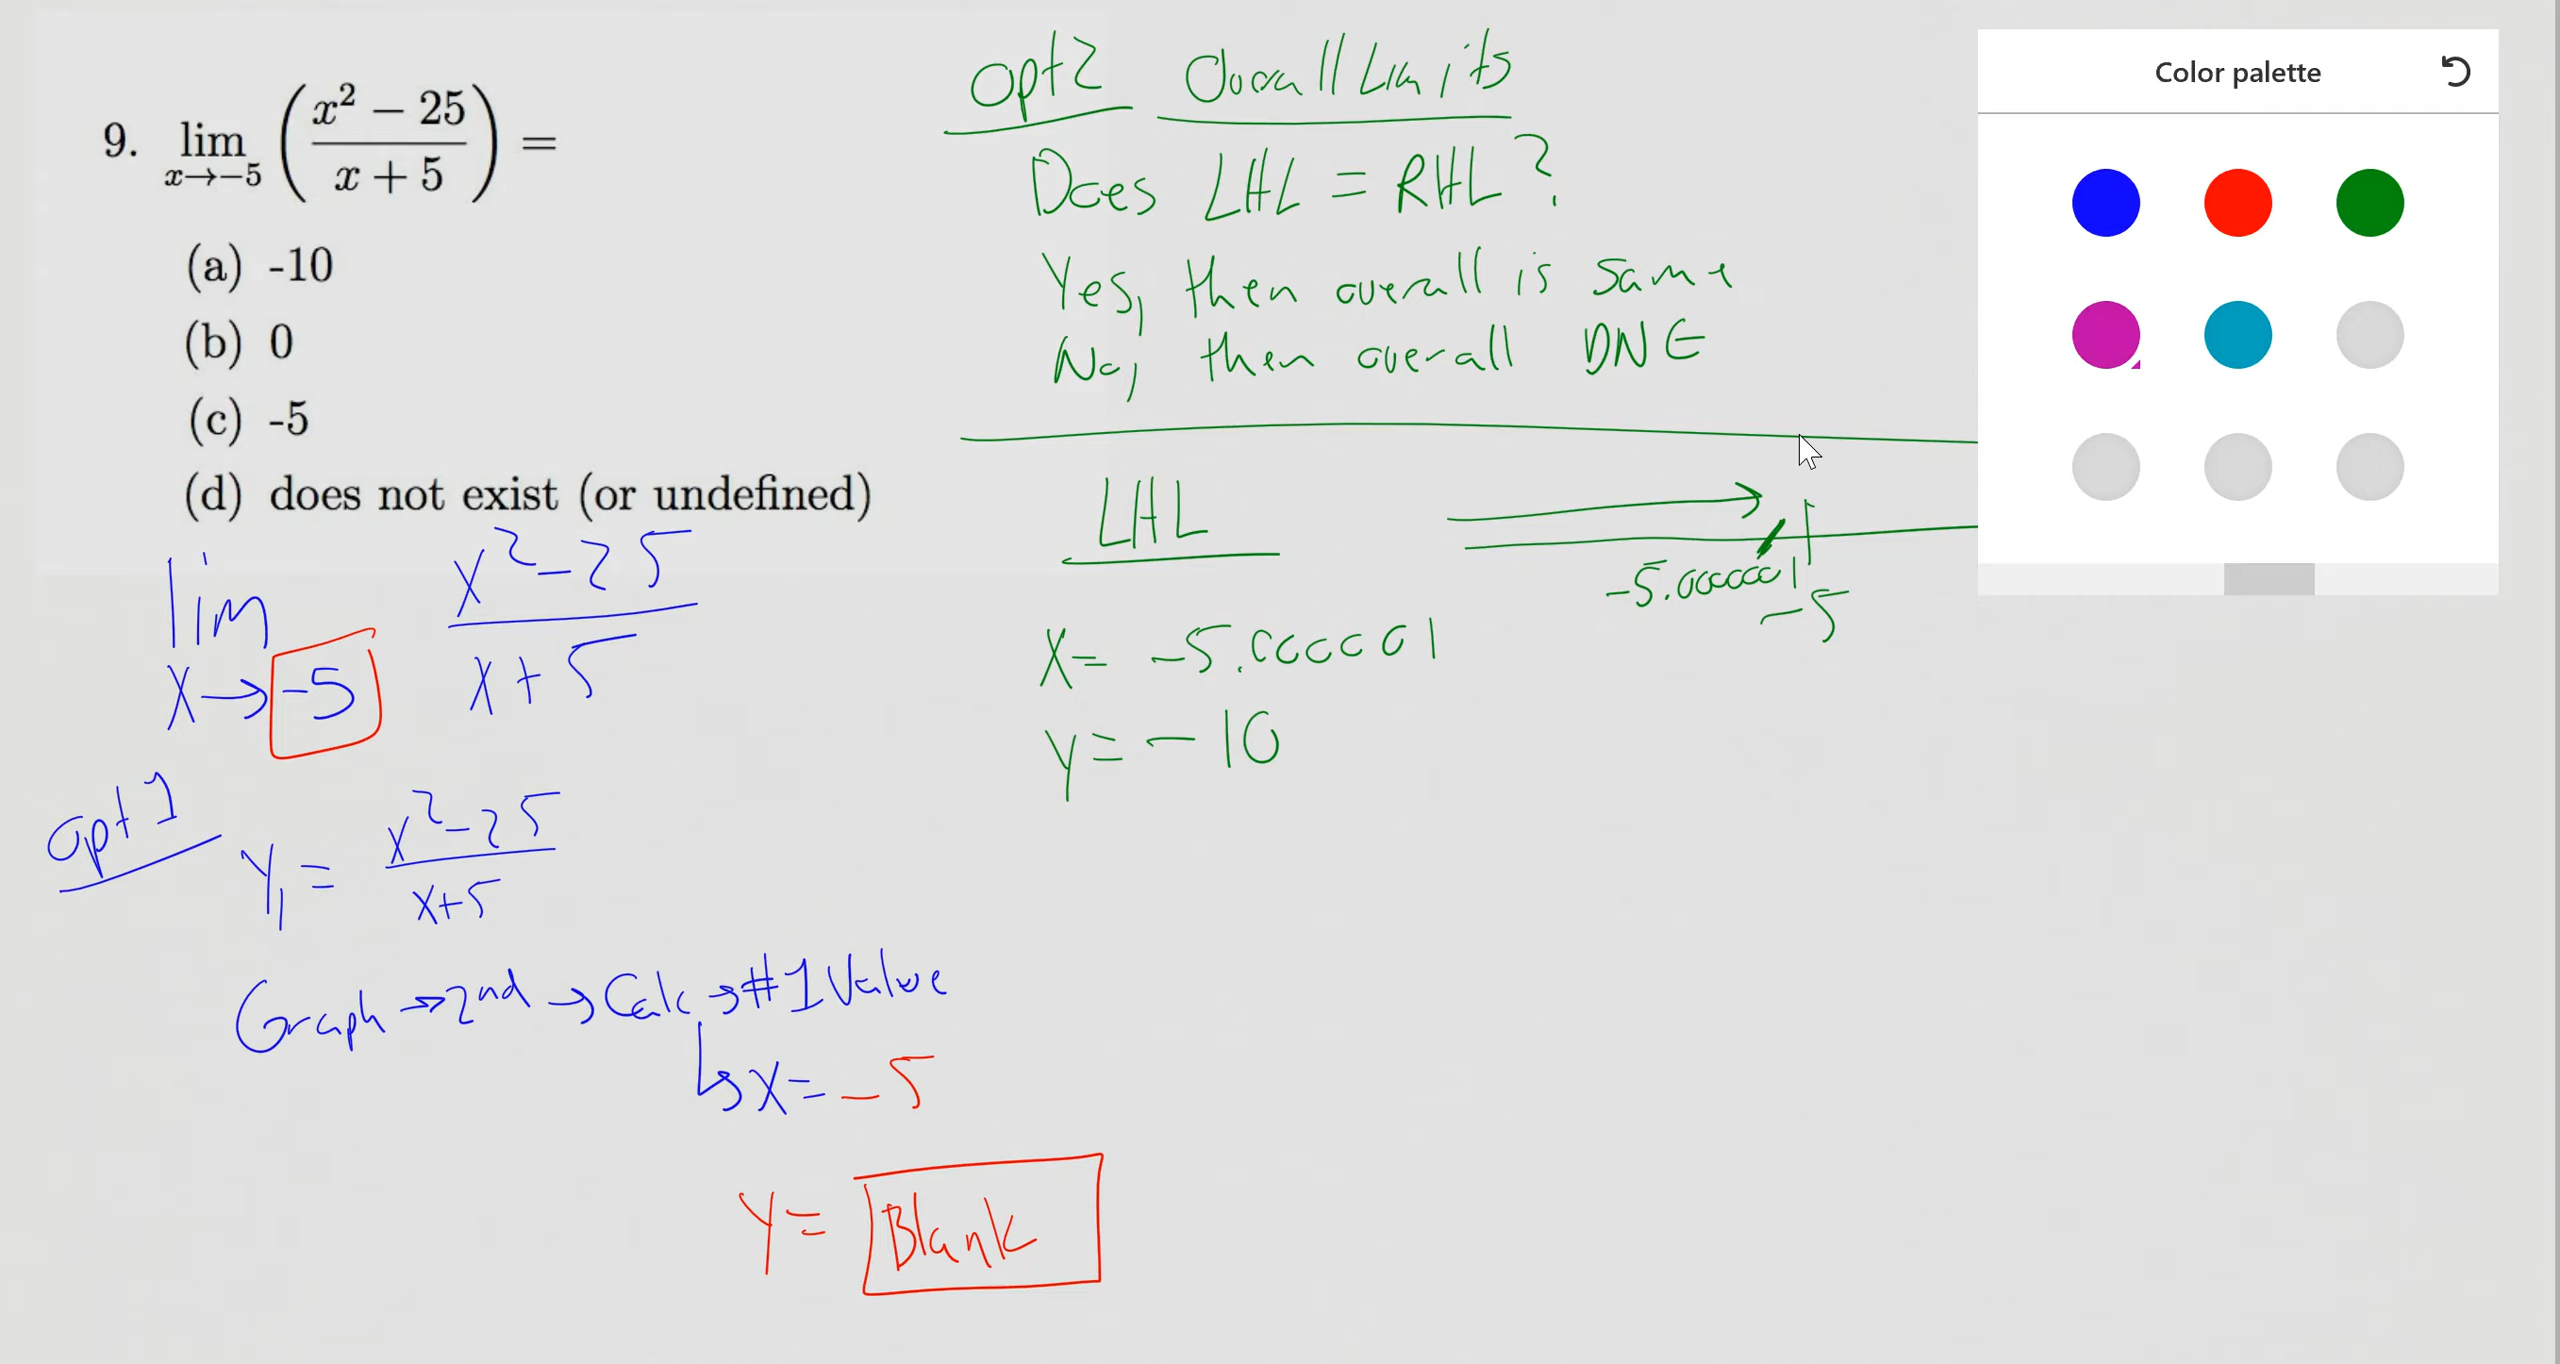 9. lim x→-5 ( x² − 25 / x + 5 ) =
(a) -10
(b) 0
(c) -5
(d) does not exist (or undefined)
lim x→-5 x²-25 / x+5
opt 1
Y₁ = x²-25 / x+5
Graph → 2nd → Calc → #1 Value
↳ X = -5
Y = Blank
opt 2 Overall Limits
Does LHL = RHL?
Yes, then overall is same
No, then overall DNE
LHL
-5.0000001
-5
X = -5.0000001
y = -10
Color palette